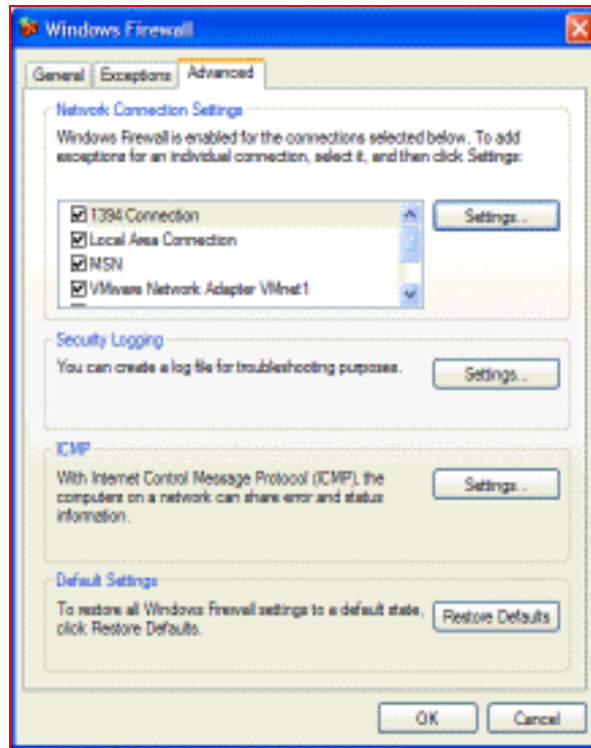 Windows Firewall
General Exceptions Advanced
Network Connection Settings
Windows Firewall is enabled for the connections selected below. To add
exceptions for an individual connection, select it, and then click Settings:
1394 Connection
Local Area Connection
MSN
VMware Network Adapter VMnet1
Settings...
Security Logging
You can create a log file for troubleshooting purposes.
Settings...
ICMP
With Internet Control Message Protocol (ICMP), the
computers on a network can share error and status
information.
Settings...
Default Settings
To restore all Windows Firewall settings to a default state,
click Restore Defaults.
Restore Defaults
OK Cancel